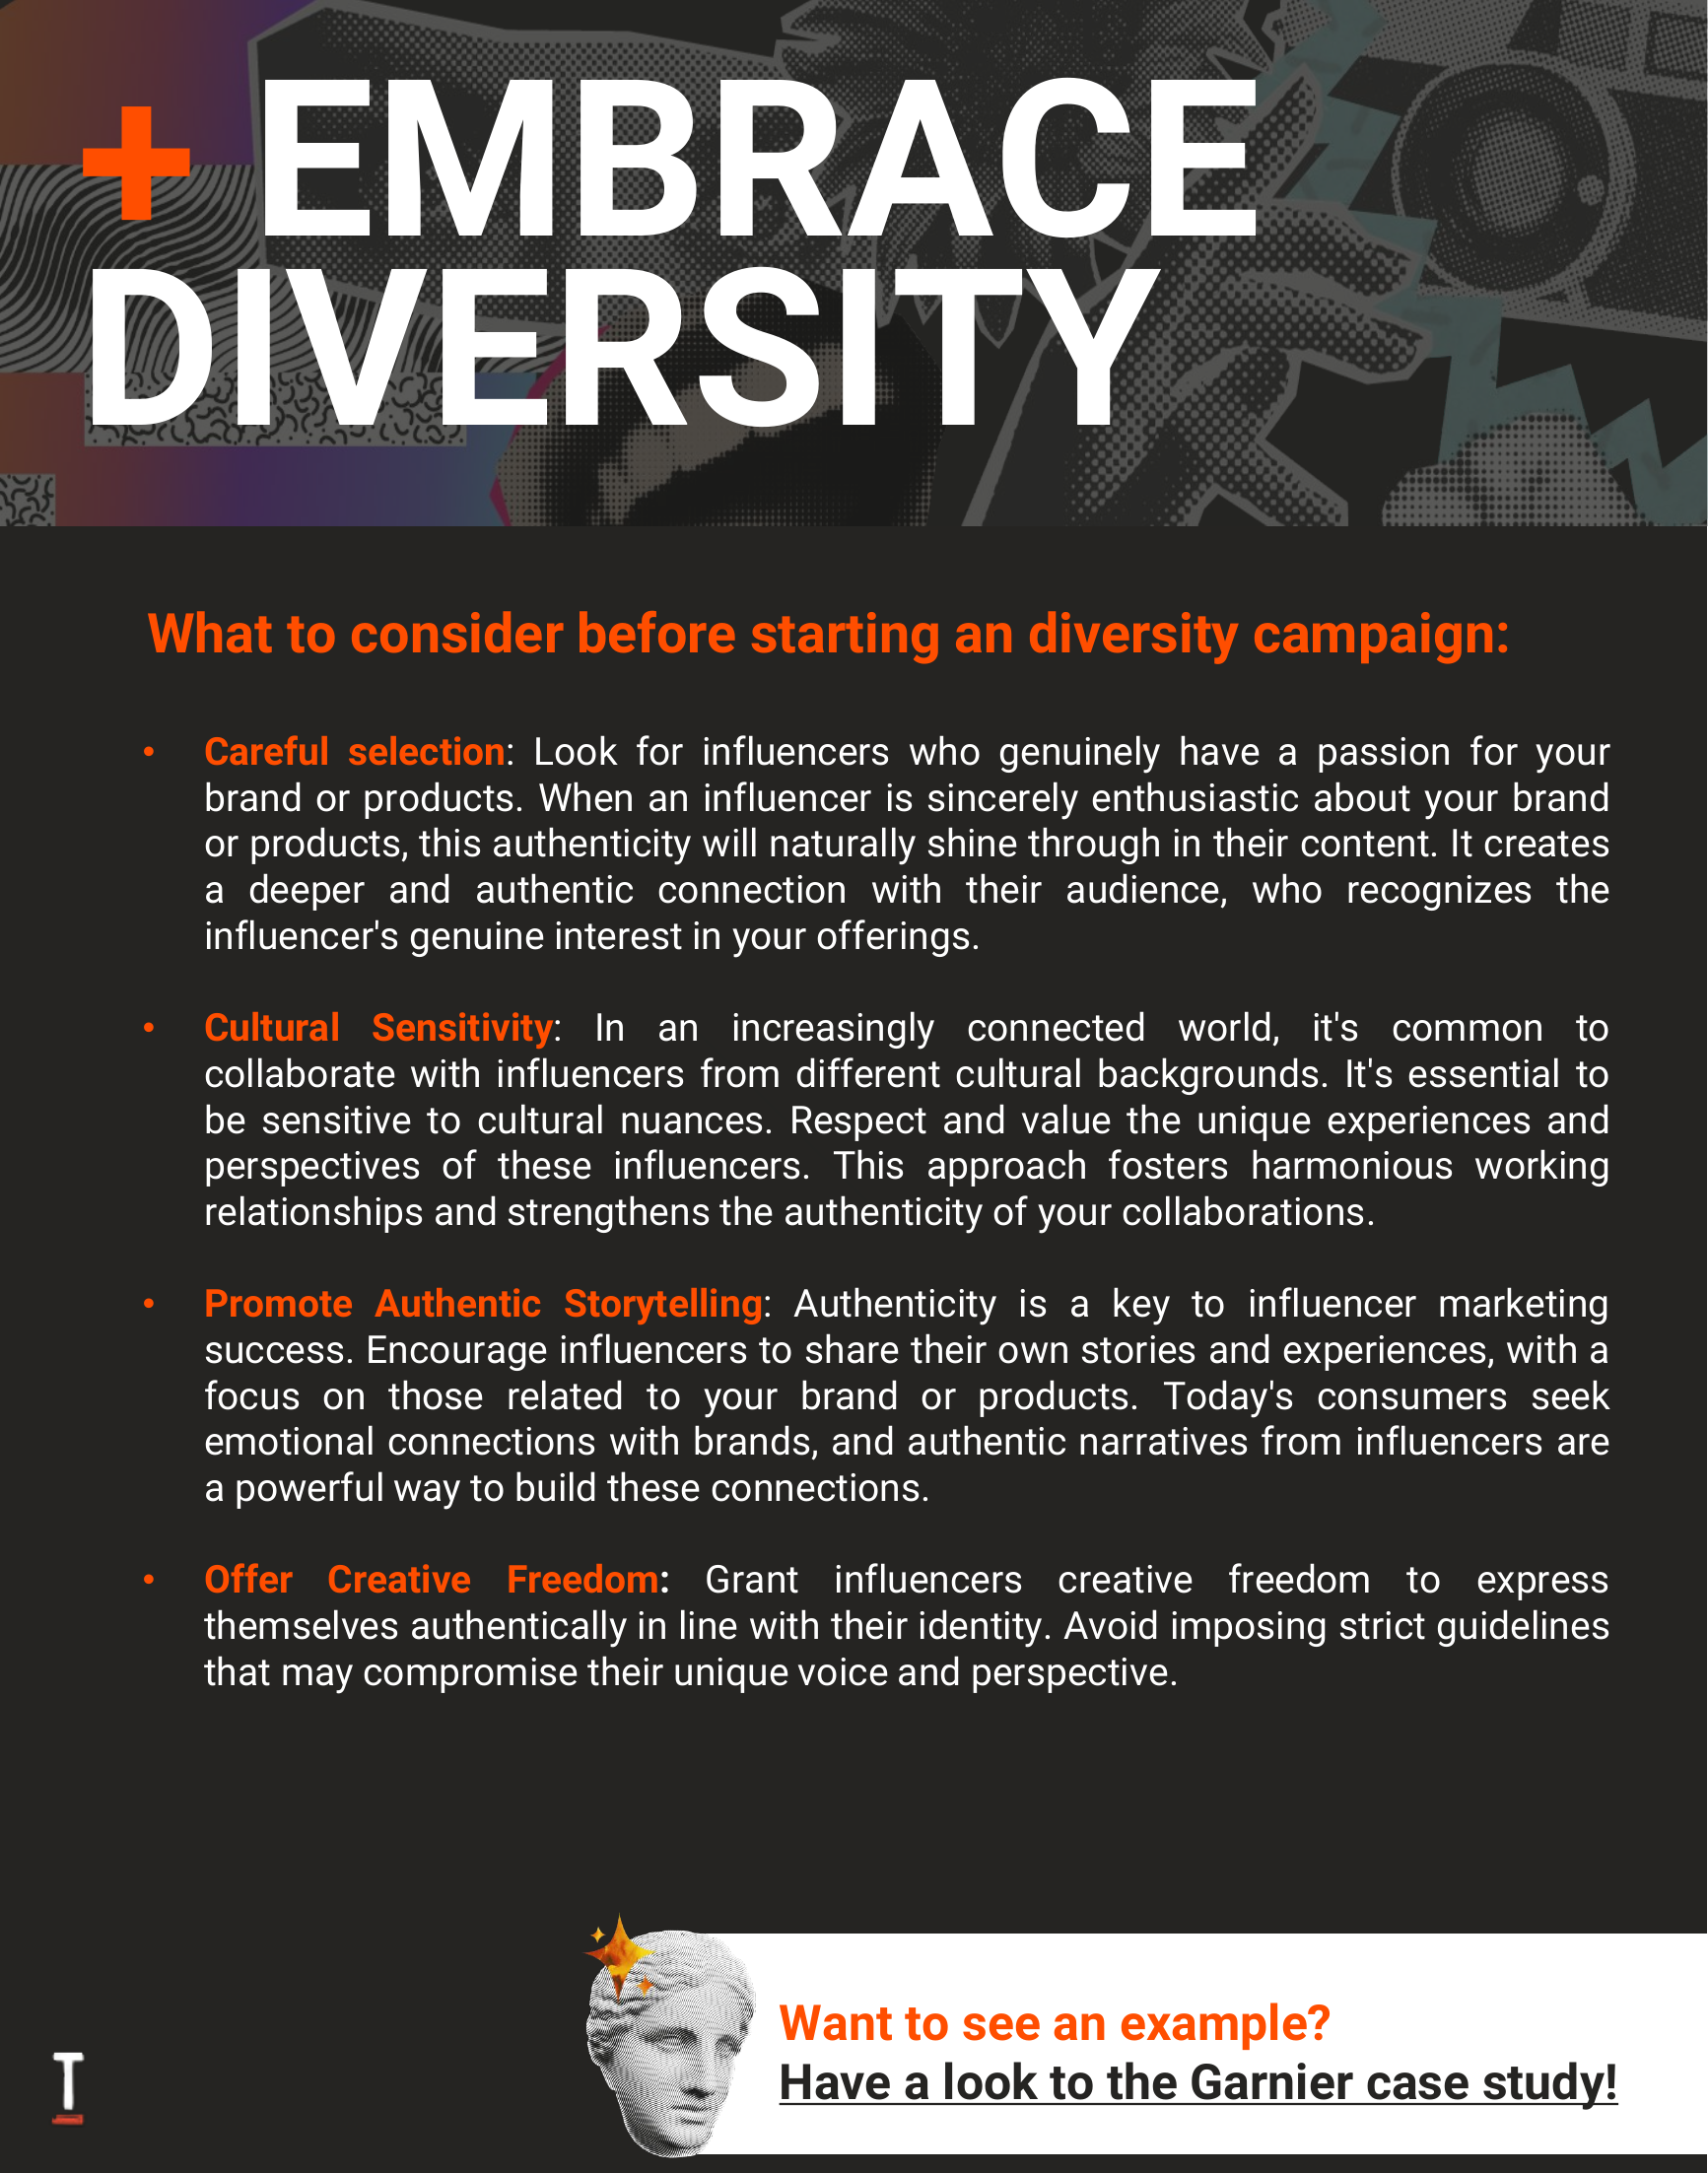 + EMBRACE
DIVERSITY
What to consider before starting an diversity campaign:
• Careful selection: Look for influencers who genuinely have a passion for your
brand or products. When an influencer is sincerely enthusiastic about your brand
or products, this authenticity will naturally shine through in their content. It creates
a deeper and authentic connection with their audience, who recognizes the
influencer's genuine interest in your offerings.
• Cultural Sensitivity: In an increasingly connected world, it's common to
collaborate with influencers from different cultural backgrounds. It's essential to
be sensitive to cultural nuances. Respect and value the unique experiences and
perspectives of these influencers. This approach fosters harmonious working
relationships and strengthens the authenticity of your collaborations.
• Promote Authentic Storytelling: Authenticity is a key to influencer marketing
success. Encourage influencers to share their own stories and experiences, with a
focus on those related to your brand or products. Today's consumers seek
emotional connections with brands, and authentic narratives from influencers are
a powerful way to build these connections.
• Offer Creative Freedom: Grant influencers creative freedom to express
themselves authentically in line with their identity. Avoid imposing strict guidelines
that may compromise their unique voice and perspective.
Want to see an example?
Have a look to the Garnier case study!
T